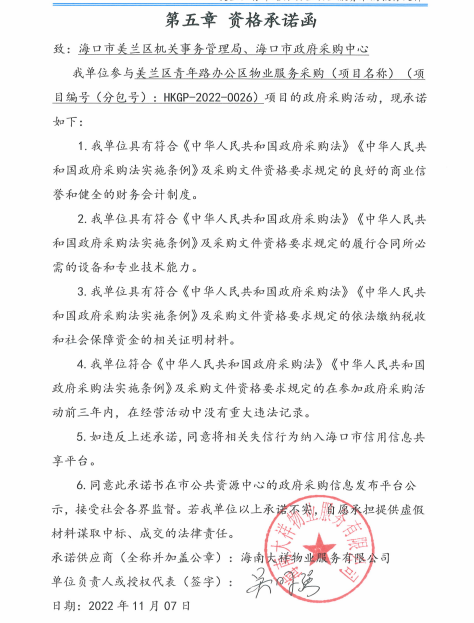 第五章 资格承诺函
致：海口市美兰区机关事务管理局、海口市政府采购中心
我单位参与美兰区青年路办公区物业服务采购（项目名称）（项
目编号（分包号）：HKGP-2022-0026）项目的政府采购活动，现承诺
如下：
1.我单位具有符合《中华人民共和国政府采购法》《中华人民共
和国政府采购法实施条例》及采购文件资格要求规定的良好的商业信
誉和健全的财务会计制度。
2.我单位具有符合《中华人民共和国政府采购法》《中华人民共
和国政府采购法实施条例》及采购文件资格要求规定的履行合同所必
需的设备和专业技术能力。
3.我单位具有符合《中华人民共和国政府采购法》《中华人民共
和国政府采购法实施条例》及采购文件资格要求规定的依法缴纳税收
和社会保障资金的相关证明材料。
4.我单位符合《中华人民共和国政府采购法》《中华人民共和国
政府采购法实施条例》及采购文件资格要求规定的在参加政府采购活
动前三年内，在经营活动中没有重大违法记录。
5.如违反上述承诺，同意将相关失信行为纳入海口市信用信息共
享平台。
6.同意此承诺书在市公共资源中心的政府采购信息发布平台公
示，接受社会各界监督。若我单位以上承诺不实，自愿承担提供虚假
材料谋取中标、成交的法律责任。
承诺供应商（全称并加盖公章）：海南大祥物业服务有限公司
单位负责人或授权代表（签字）：
日期：2022年11月07日
海南大祥物业服务有限公司